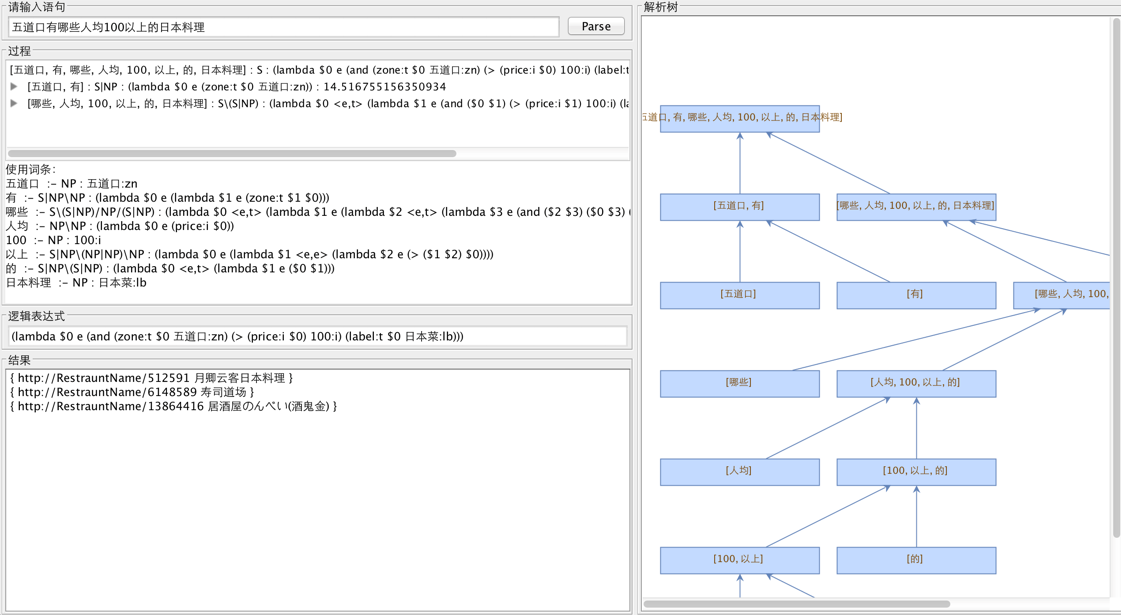 请输入语句
五道口有哪些人均100以上的日本料理
Parse
过程
[五道口, 有, 哪些, 人均, 100, 以上, 的, 日本料理] : S : (lambda $0 e (and (zone:t $0 五道口:zn) (> (price:i $0) 100:i) (label:t
[五道口, 有] : S|NP : (lambda $0 e (zone:t $0 五道口:zn)) : 14.516755156350934
[哪些, 人均, 100, 以上, 的, 日本料理] : S\(S|NP) : (lambda $0 <e,t> (lambda $1 e (and ($0 $1) (> (price:i $1) 100:i) (la
使用词条:
五道口 :- NP : 五道口:zn
有 :- S|NP\NP : (lambda $0 e (lambda $1 e (zone:t $1 $0)))
哪些 :- S\(S|NP)/NP/(S|NP) : (lambda $0 <e,t> (lambda $1 e (lambda $2 <e,t> (lambda $3 e (and ($2 $3) ($0 $3) (
人均 :- NP\NP : (lambda $0 e (price:i $0))
100 :- NP : 100:i
以上 :- S|NP\(NP|NP)\NP : (lambda $0 e (lambda $1 <e,e> (lambda $2 e (> ($1 $2) $0))))
的 :- S|NP\(S|NP) : (lambda $0 <e,t> (lambda $1 e ($0 $1)))
日本料理 :- NP : 日本菜:lb
逻辑表达式
(lambda $0 e (and (zone:t $0 五道口:zn) (> (price:i $0) 100:i) (label:t $0 日本菜:lb)))
结果
{ http://RestrauntName/512591 月卿云客日本料理 }
{ http://RestrauntName/6148589 寿司道场 }
{ http://RestrauntName/13864416 居酒屋のんべい(酒鬼金) }
解析树
五道口, 有, 哪些, 人均, 100, 以上, 的, 日本料理]
[五道口, 有]
[哪些, 人均, 100, 以上, 的, 日本料理]
[五道口]
[有]
[哪些, 人均, 100,
[哪些]
[人均, 100, 以上, 的]
[人均]
[100, 以上, 的]
[100, 以上]
[的]